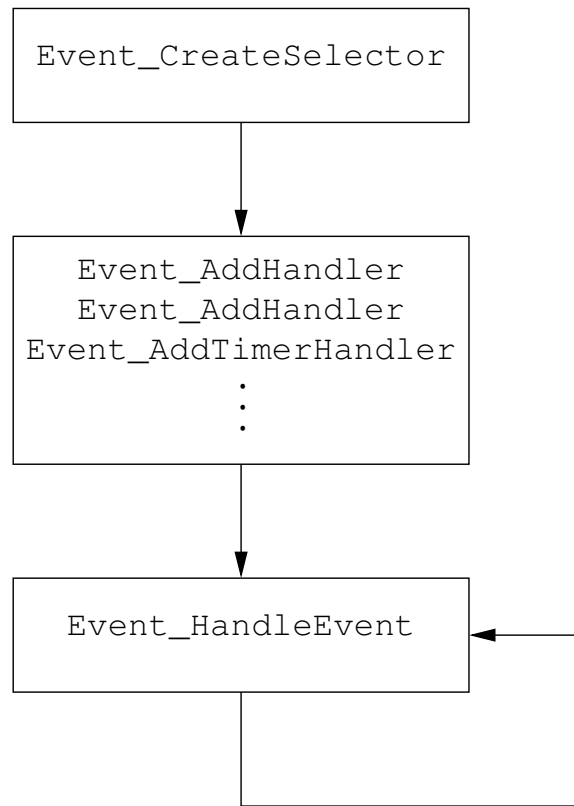 Event_CreateSelector
Event_AddHandler
Event_AddHandler
Event_AddTimerHandler
.
.
.
Event_HandleEvent